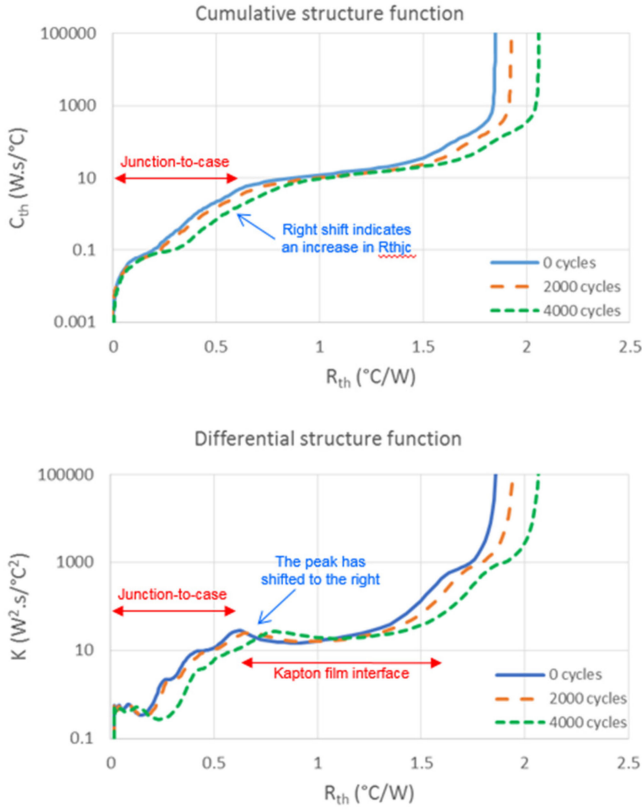 Cumulative structure function
100000
1000
10
0.1
0.001
C_th (W.s/°C)
Junction-to-case
Right shift indicates
an increase in Rthjc
0 cycles
2000 cycles
4000 cycles
0
0.5
1
1.5
2
2.5
R_th (°C/W)
Differential structure function
100000
1000
10
0.1
K (W².s/°C²)
Junction-to-case
The peak has
shifted to the right
Kapton film interface
0 cycles
2000 cycles
4000 cycles
0
0.5
1
1.5
2
2.5
R_th (°C/W)